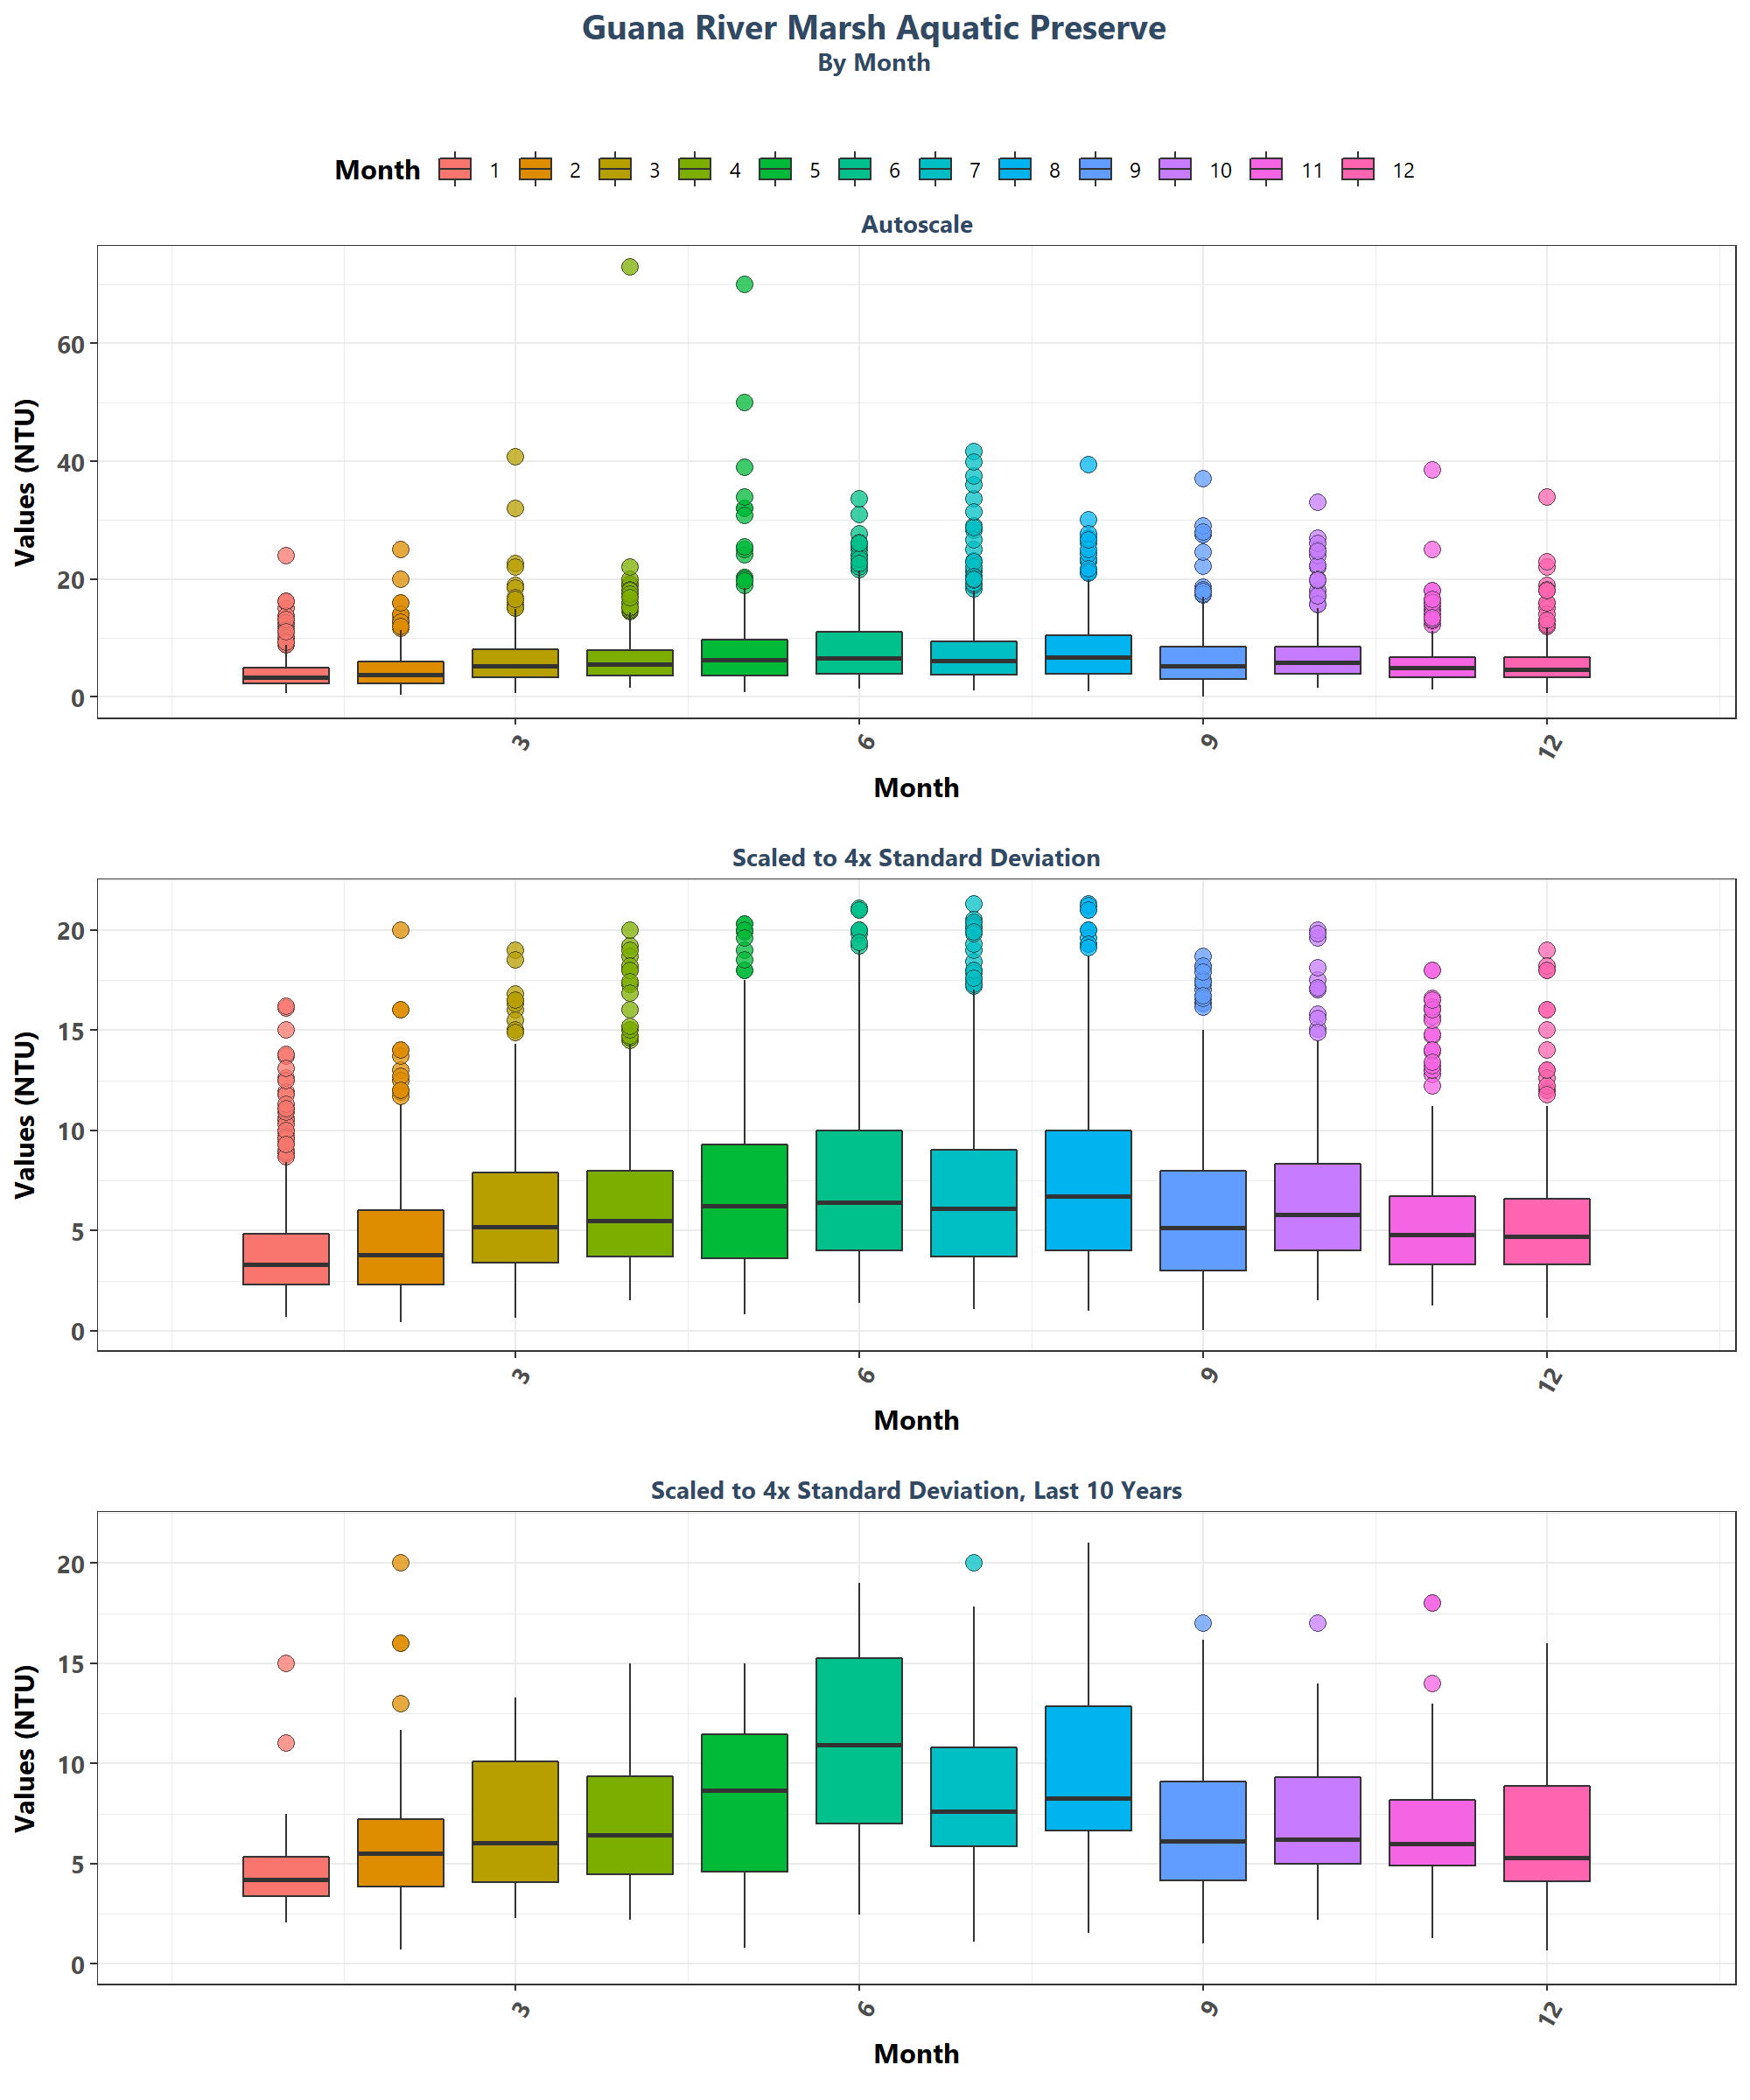 Guana River Marsh Aquatic Preserve
By Month
Month 1 2 3 4 5 6 7 8 9 10 11 12
Autoscale
Values (NTU)
60
40
20
0
3 6 9 12
Month
Scaled to 4x Standard Deviation
Values (NTU)
20
15
10
5
0
3 6 9 12
Month
Scaled to 4x Standard Deviation, Last 10 Years
Values (NTU)
20
15
10
5
0
3 6 9 12
Month